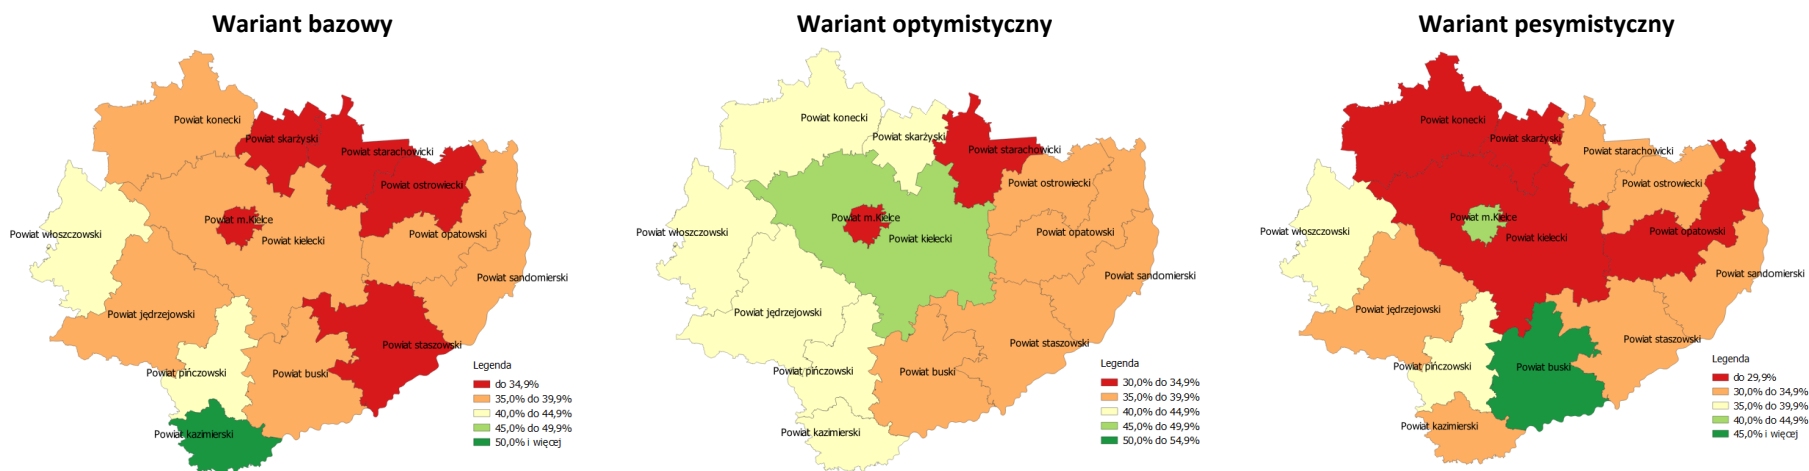 Wariant bazowy
Powiat konecki
Powiat skarżyski
Powiat starachowicki
Powiat ostrowiecki
Powiat m.Kielce
Powiat włoszczowski
Powiat kielecki
Powiat opatowski
Powiat sandomierski
Powiat jędrzejowski
Powiat staszowski
Powiat pińczowski
Powiat buski
Powiat kazimierski
Legenda
do 34,9%
35,0% do 39,9%
40,0% do 44,9%
45,0% do 49,9%
50,0% i więcej
Wariant optymistyczny
Powiat konecki
Powiat skarżyski
Powiat starachowicki
Powiat ostrowiecki
Powiat m.Kielce
Powiat włoszczowski
Powiat kielecki
Powiat opatowski
Powiat sandomierski
Powiat jędrzejowski
Powiat staszowski
Powiat pińczowski
Powiat buski
Powiat kazimierski
Legenda
30,0% do 34,9%
35,0% do 39,9%
40,0% do 44,9%
45,0% do 49,9%
50,0% do 54,9%
Wariant pesymistyczny
Powiat konecki
Powiat skarżyski
Powiat starachowicki
Powiat ostrowiecki
Powiat m.Kielce
Powiat włoszczowski
Powiat kielecki
Powiat opatowski
Powiat sandomierski
Powiat jędrzejowski
Powiat staszowski
Powiat pińczowski
Powiat buski
Powiat kazimierski
Legenda
do 29,9%
30,0% do 34,9%
35,0% do 39,9%
40,0% do 44,9%
45,0% i więcej